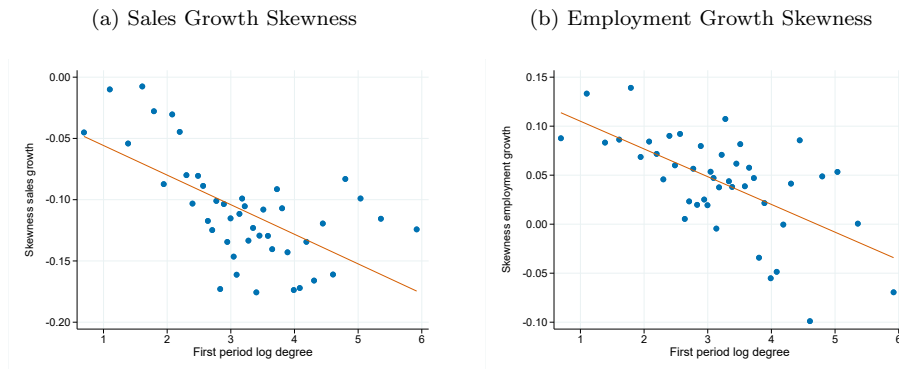 (a) Sales Growth Skewness
0.00
-0.05
-0.10
-0.15
-0.20
Skewness sales growth
1 2 3 4 5 6
First period log degree
(b) Employment Growth Skewness
0.15
0.10
0.05
0.00
-0.05
-0.10
Skewness employment growth
1 2 3 4 5 6
First period log degree